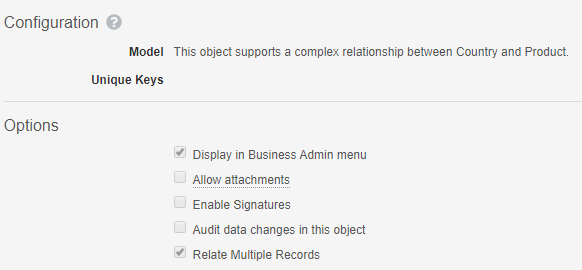 Configuration ?
Model This object supports a complex relationship between Country and Product.
Unique Keys
Options
Display in Business Admin menu
Allow attachments
Enable Signatures
Audit data changes in this object
Relate Multiple Records